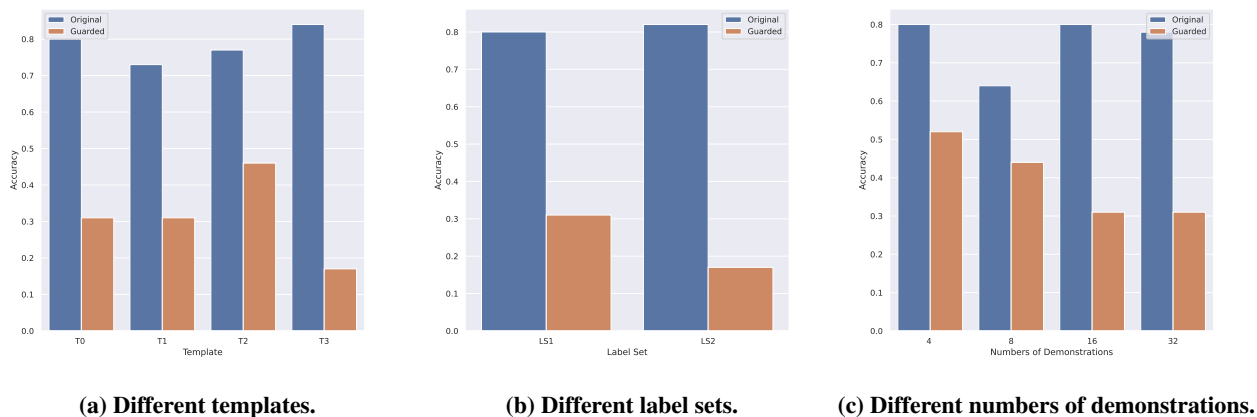 Original
Guarded
0.8
0.7
0.6
0.5
0.4
0.3
0.2
0.1
0.0
Accuracy
T0 T1 T2 T3
Template
(a) Different templates.
Original
Guarded
0.8
0.7
0.6
0.5
0.4
0.3
0.2
0.1
0.0
Accuracy
LS1 LS2
Label Set
(b) Different label sets.
Original
Guarded
0.8
0.7
0.6
0.5
0.4
0.3
0.2
0.1
0.0
Accuracy
4 8 16 32
Numbers of Demonstrations
(c) Different numbers of demonstrations.